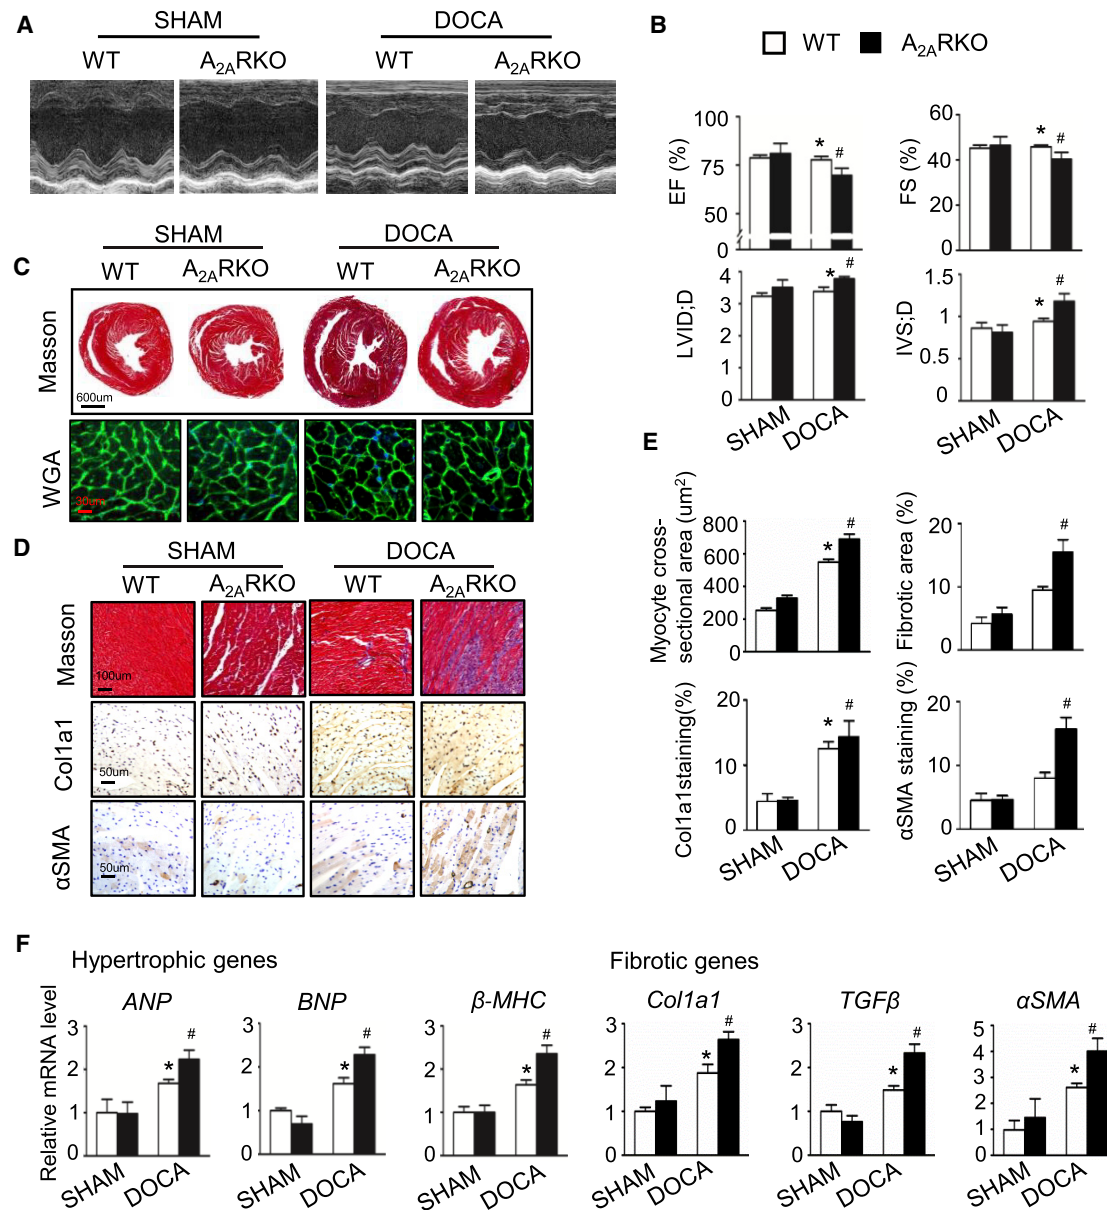 A
SHAM
DOCA
WT
A2ARKO
WT
A2ARKO
B
WT
A2ARKO
EF (%)
100
75
50
0
*
#
FS (%)
60
40
20
0
*
#
LVID;D
4
3
2
1
0
*
#
IVS;D
1.5
1
0.5
0
*
#
SHAM
DOCA
SHAM
DOCA
C
SHAM
DOCA
WT
A2ARKO
WT
A2ARKO
Masson
600um
WGA
30um
D
SHAM
DOCA
WT
A2ARKO
WT
A2ARKO
Masson
100um
Col1a1
50um
αSMA
50um
E
Myocyte cross-
sectional area (um2)
800
600
400
200
0
*
#
Fibrotic area (%)
20
10
0
#
Col1a1staining(%)
20
10
0
*
#
αSMA staining (%)
20
10
0
#
SHAM
DOCA
SHAM
DOCA
F
Hypertrophic genes
Fibrotic genes
Relative mRNA level
ANP
3
2
1
0
*
#
SHAM
DOCA
BNP
3
2
1
0
*
#
SHAM
DOCA
β-MHC
3
2
1
0
*
#
SHAM
DOCA
Col1a1
3
2
1
0
*
#
SHAM
DOCA
TGFβ
3
2
1
0
*
#
SHAM
DOCA
αSMA
5
4
3
2
1
0
*
#
SHAM
DOCA